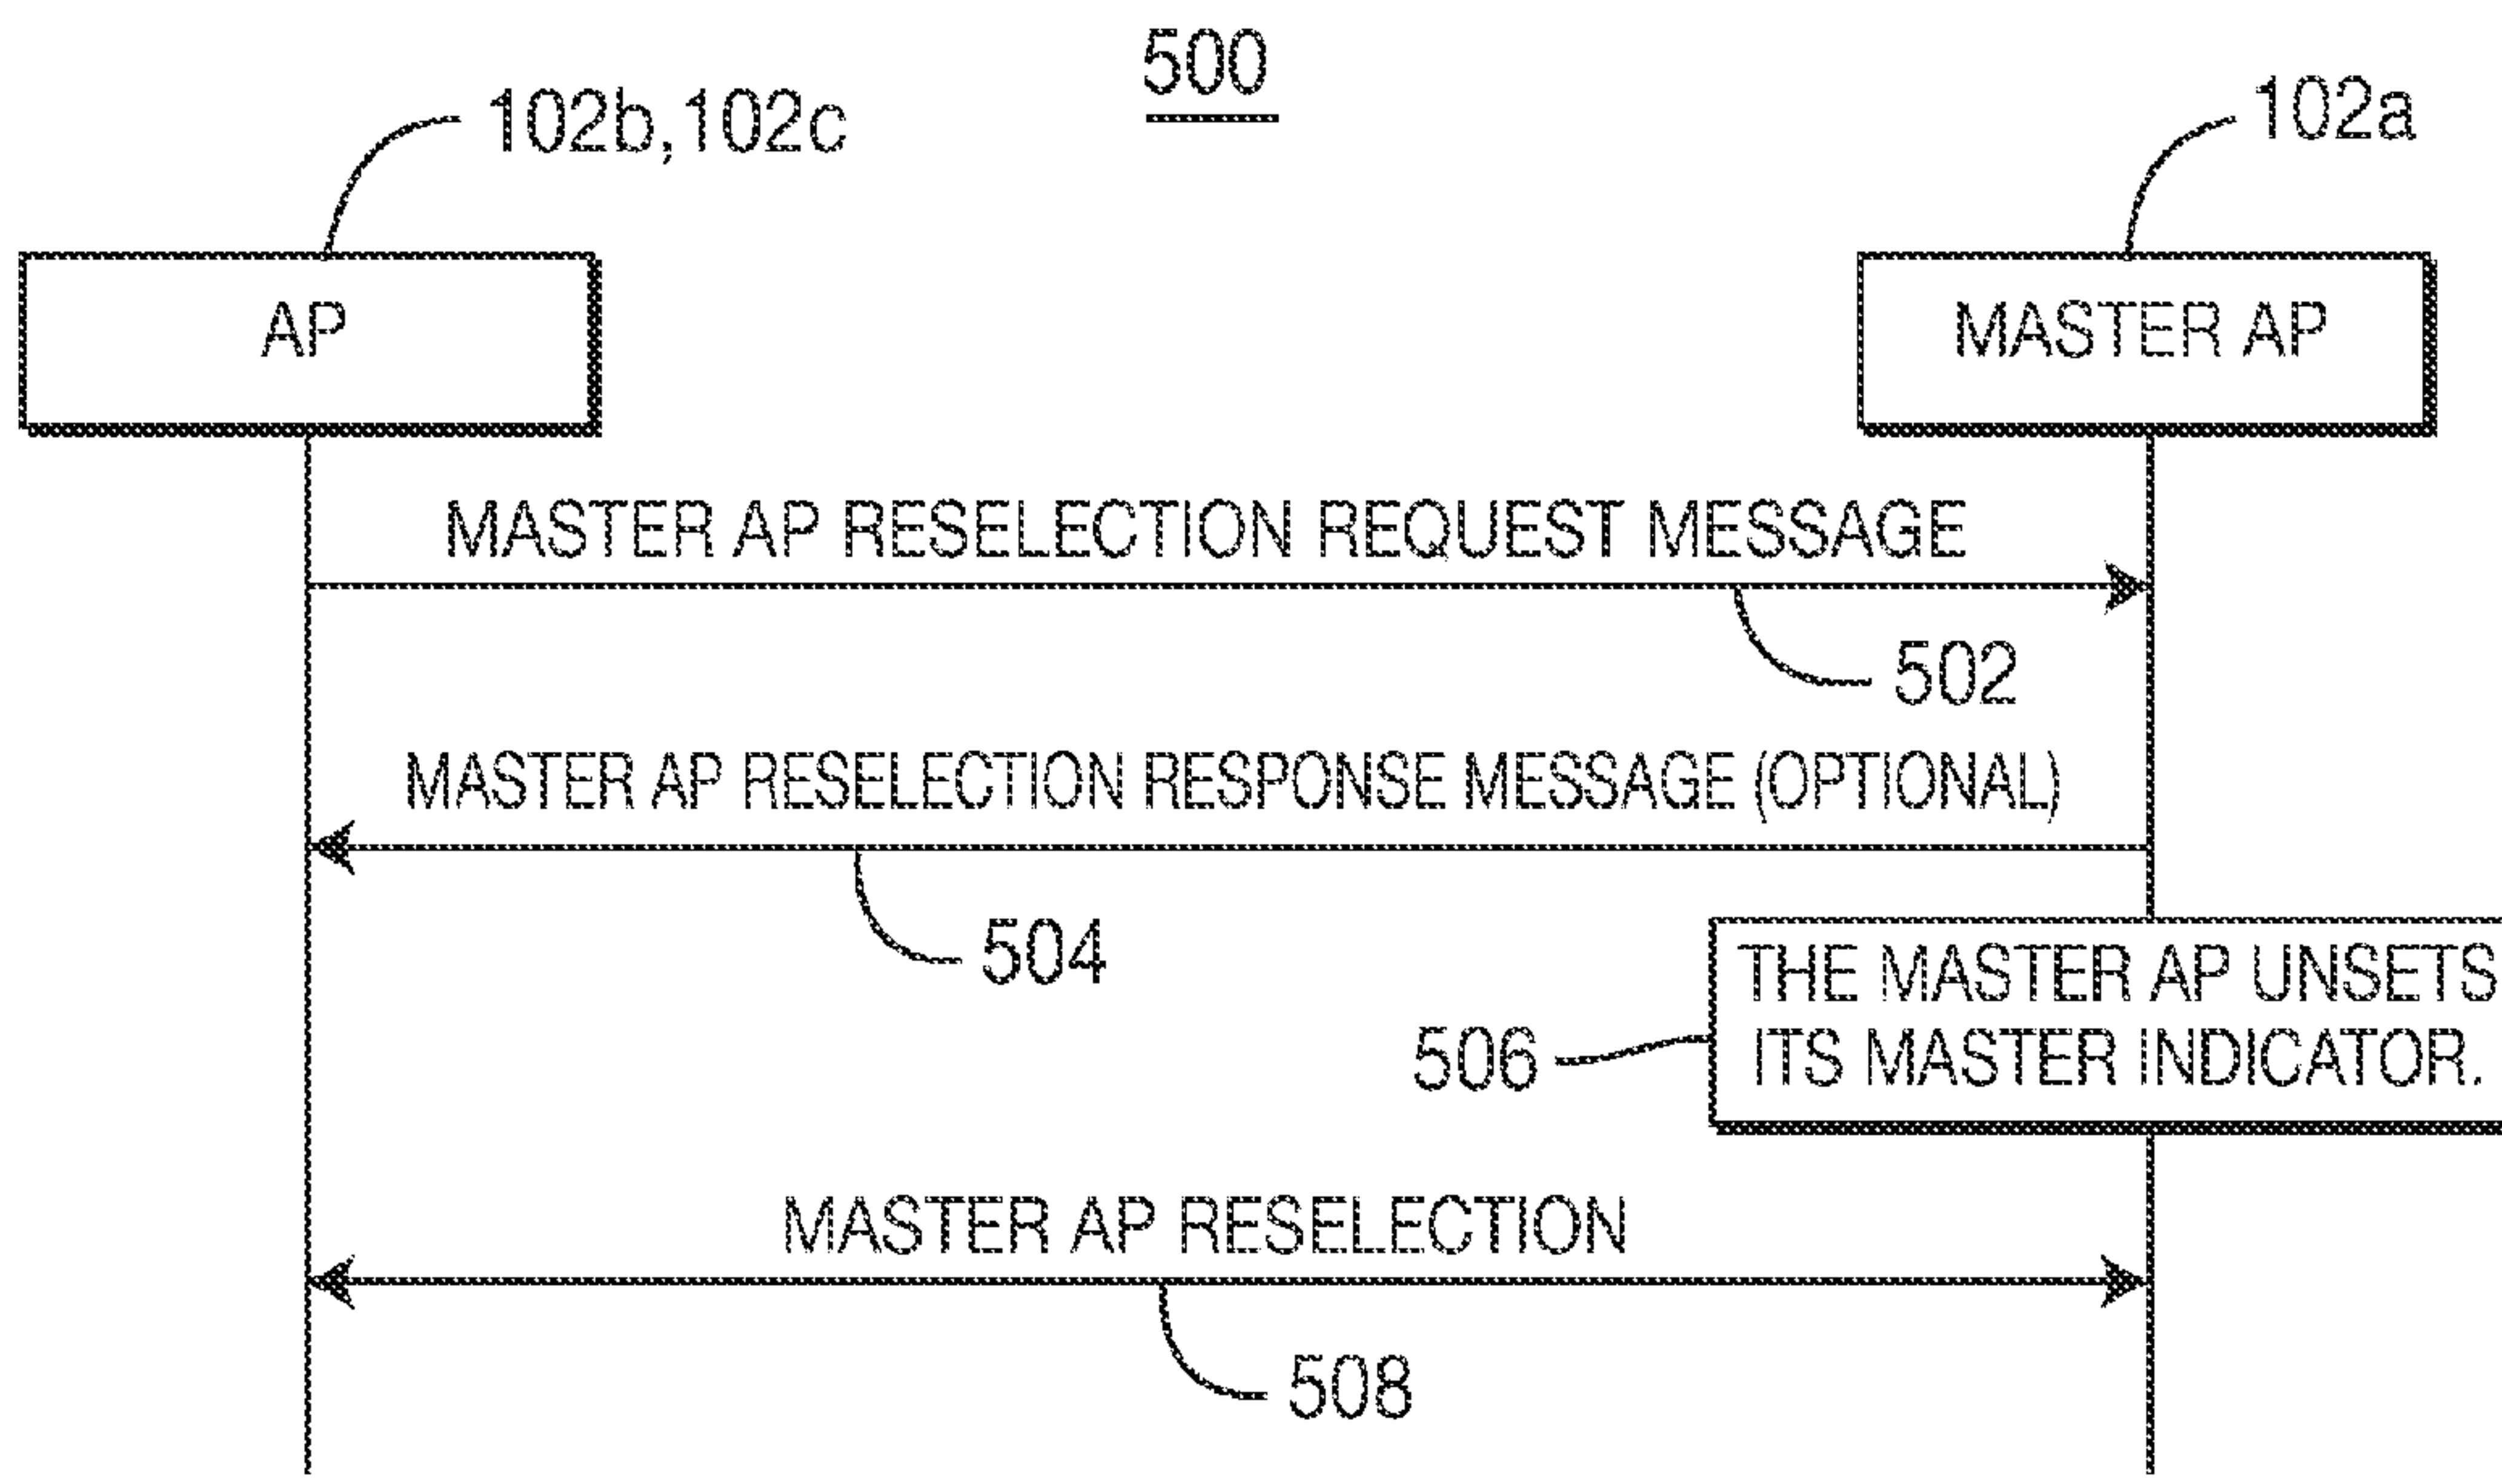 500
102b,102c
102a
AP
MASTER AP
MASTER AP RESELECTION REQUEST MESSAGE
502
MASTER AP RESELECTION RESPONSE MESSAGE (OPTIONAL)
504
THE MASTER AP UNSETS
ITS MASTER INDICATOR.
506
MASTER AP RESELECTION
508